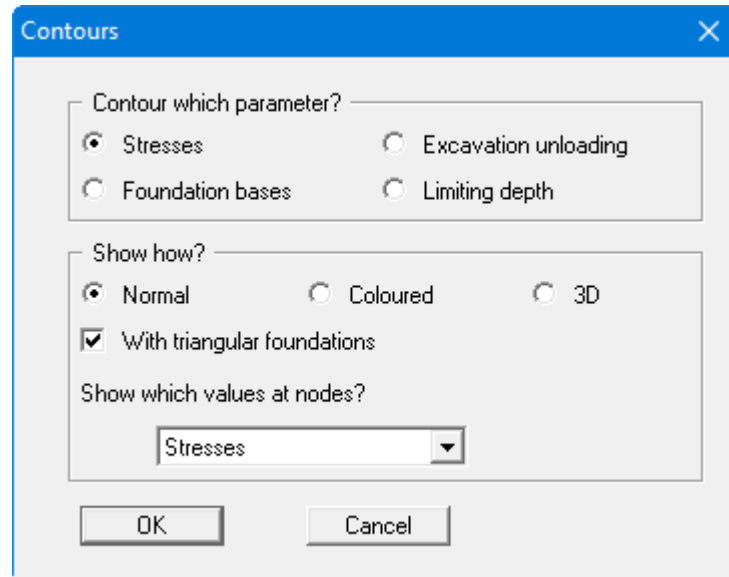 Contours
Contour which parameter?
Stresses Excavation unloading
Foundation bases Limiting depth
Show how?
Normal Coloured 3D
With triangular foundations
Show which values at nodes?
Stresses
OK Cancel